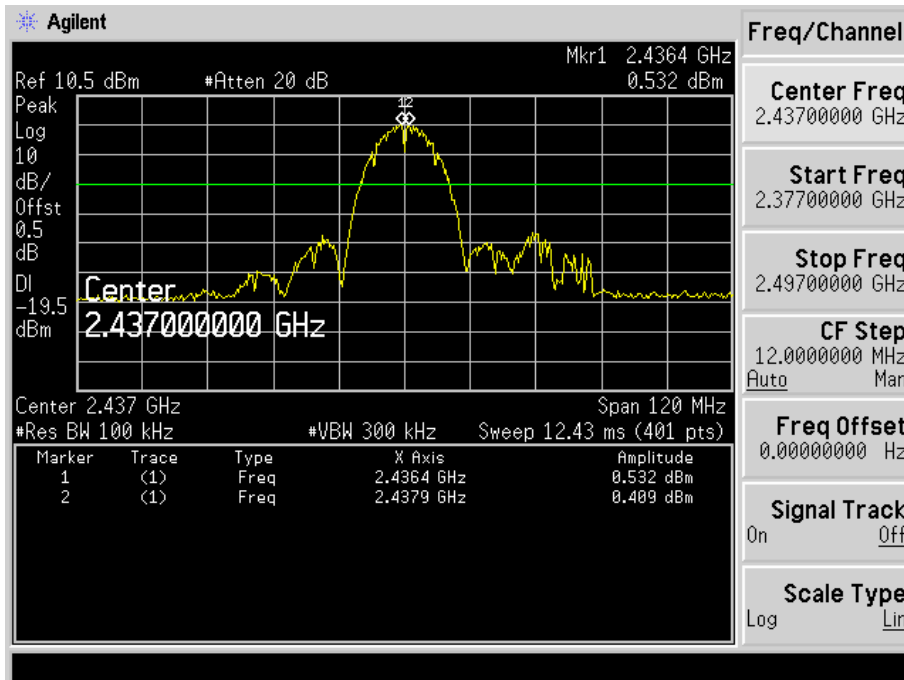 Agilent
Freq/Channel
Mkr1 2.4364 GHz
Ref 10.5 dBm #Atten 20 dB 0.532 dBm
Peak
Log
10
dB/
Offst
0.5
dB
DI
-19.5
dBm
12
Center
2.437000000 GHz
Center 2.437 GHz Span 120 MHz
#Res BW 100 kHz #VBW 300 kHz Sweep 12.43 ms (401 pts)
Marker Trace Type X Axis Amplitude
1 (1) Freq 2.4364 GHz 0.532 dBm
2 (1) Freq 2.4379 GHz 0.409 dBm
Center Freq
2.43700000 GHz
Start Freq
2.37700000 GHz
Stop Freq
2.49700000 GHz
CF Step
12.0000000 MHz
Auto Man
Freq Offset
0.00000000 Hz
Signal Track
On Off
Scale Type
Log Lin